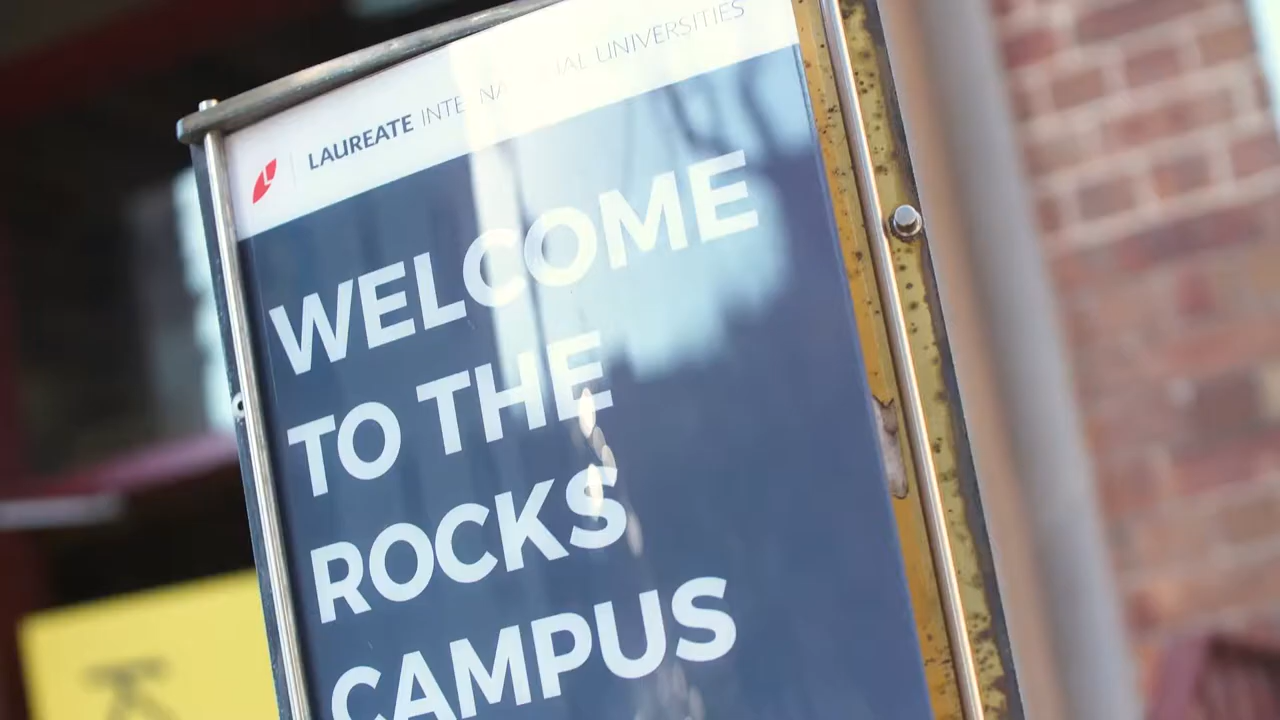 LAUREATE INTERNATIONAL UNIVERSITIES
WELCOME
TO THE
ROCKS
CAMPUS